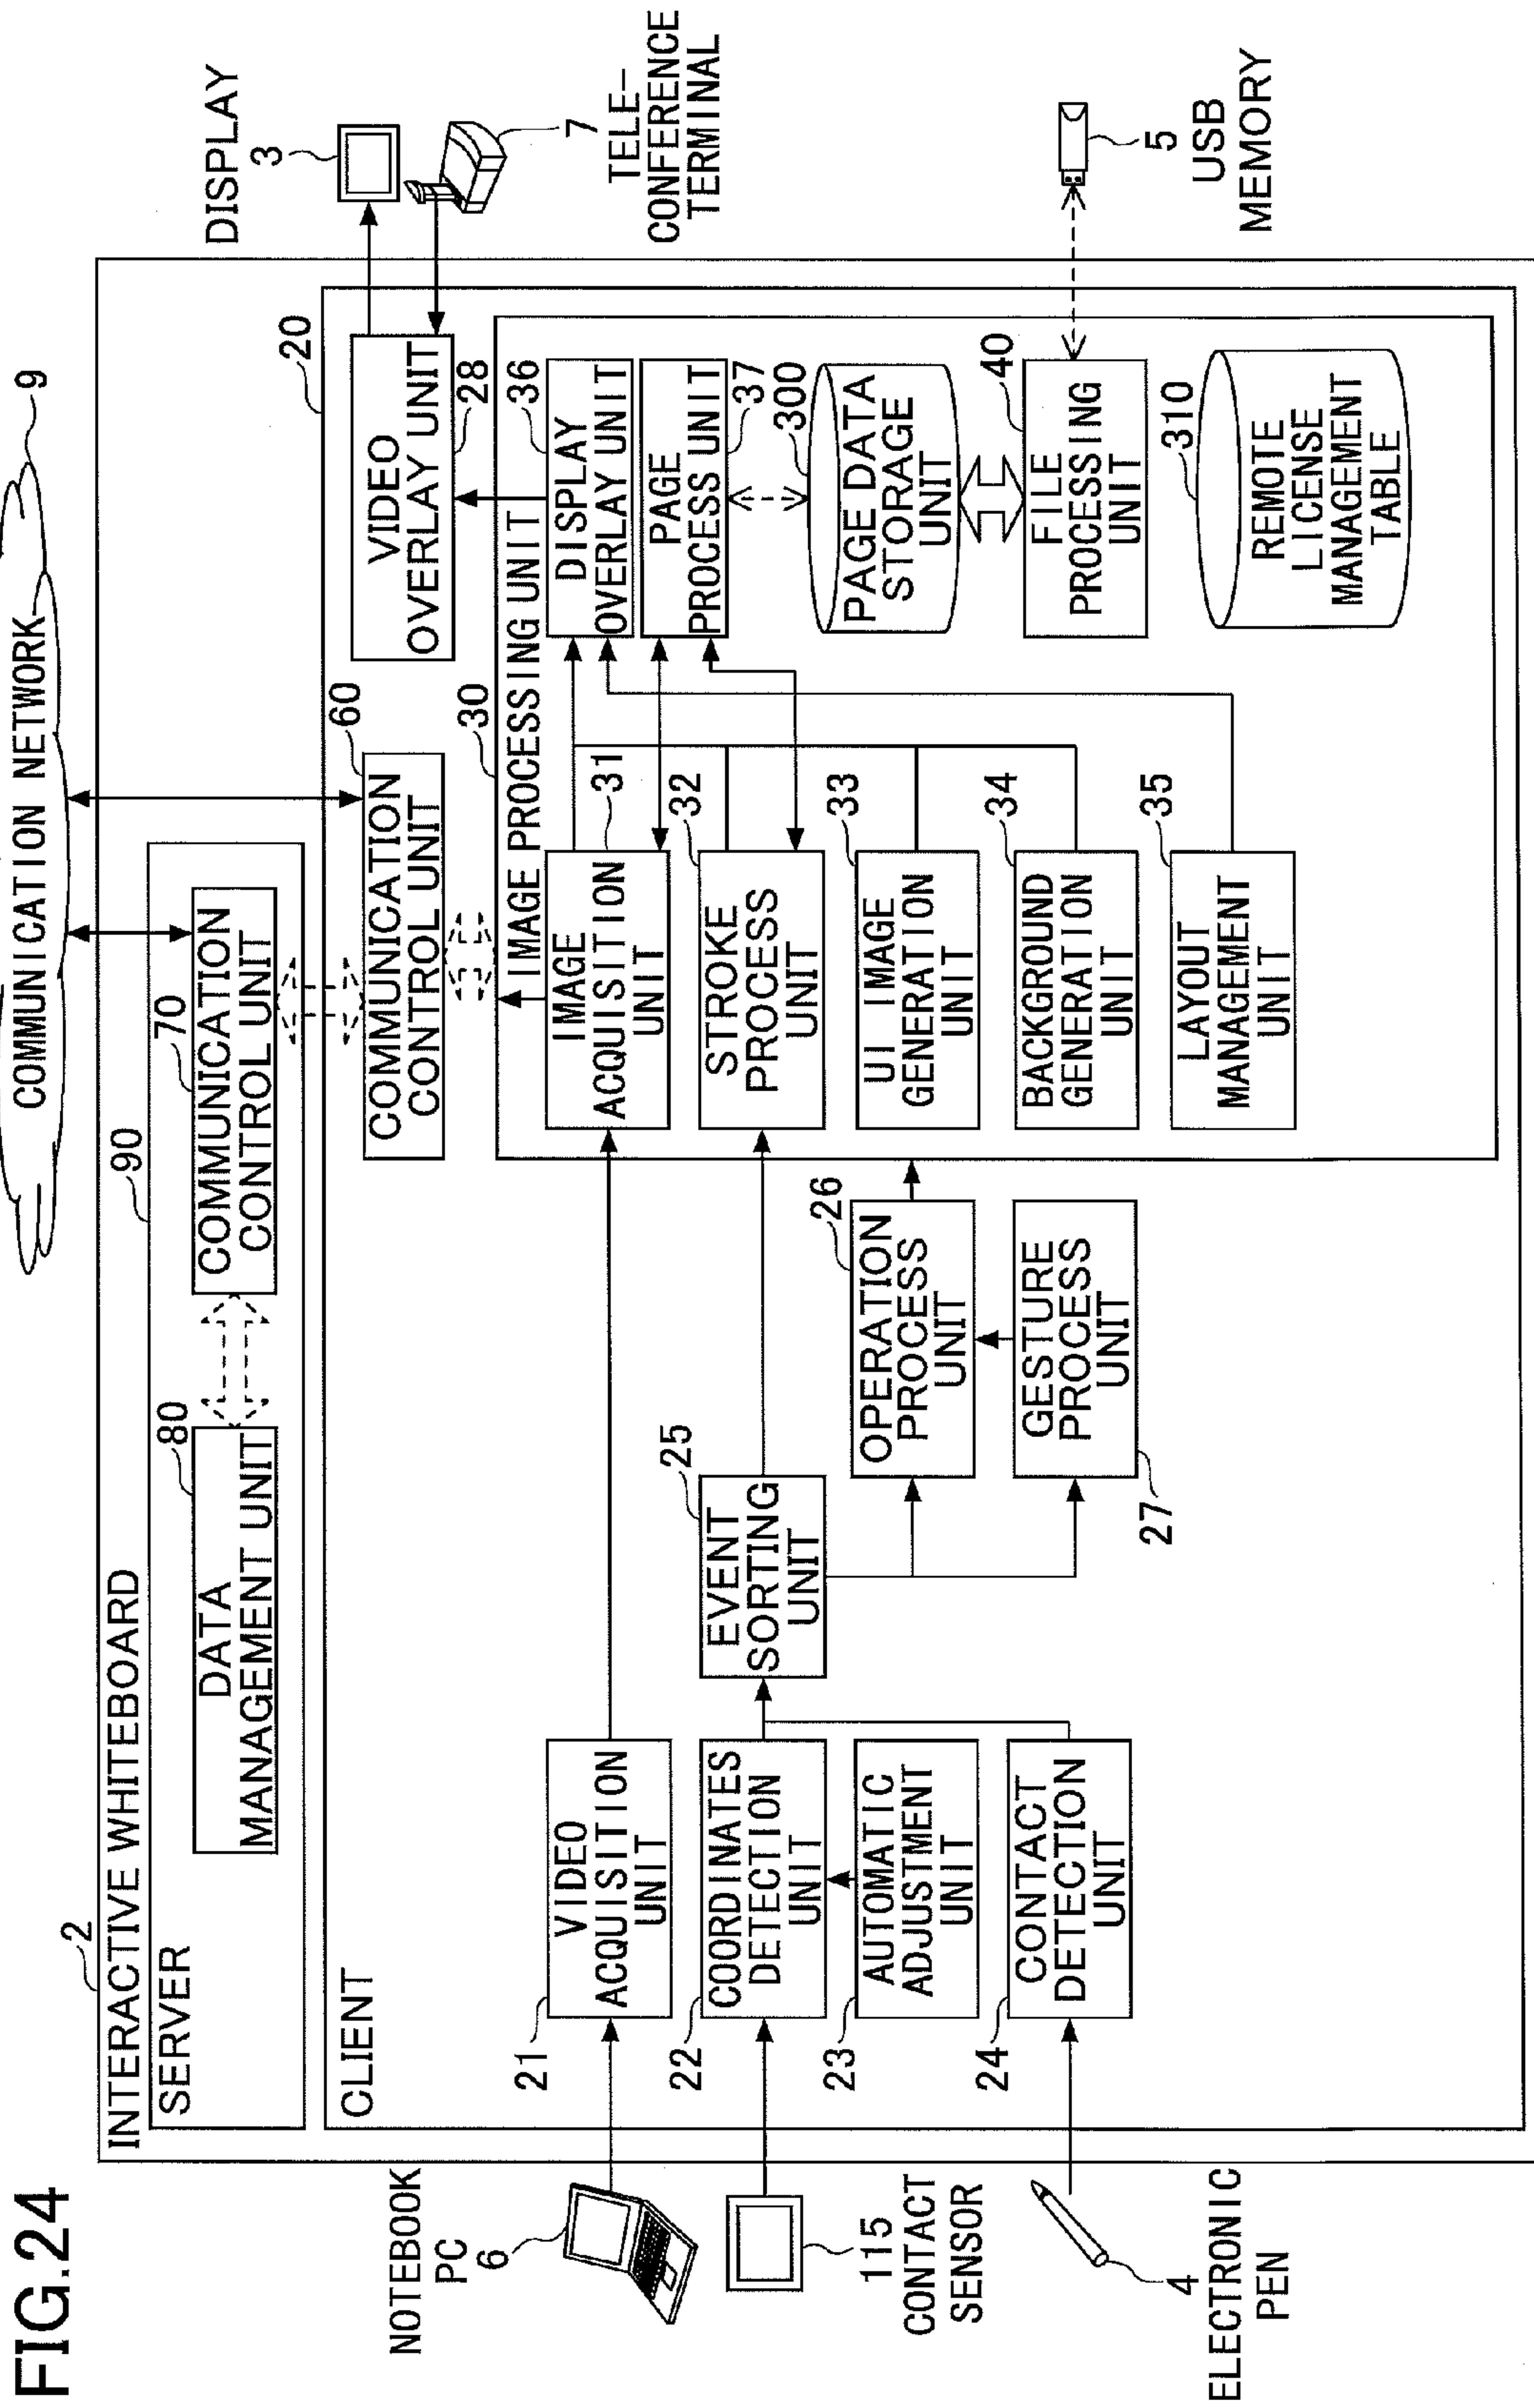 FIG.24
COMMUNICATION NETWORK
9
2
INTERACTIVE WHITEBOARD
90
SERVER
80
DATA
MANAGEMENT UNIT
70
COMMUNICATION
CONTROL UNIT
20
CLIENT
60
COMMUNICATION
CONTROL UNIT
VIDEO
OVERLAY UNIT
28
DISPLAY
3
7
TELE-
CONFERENCE
TERMINAL
NOTEBOOK
PC
6
115
CONTACT
SENSOR
4
ELECTRONIC
PEN
21
VIDEO
ACQUISITION
UNIT
22
COORDINATES
DETECTION
UNIT
23
AUTOMATIC
ADJUSTMENT
UNIT
24
CONTACT
DETECTION
UNIT
25
EVENT
SORTING
UNIT
26
OPERATION
PROCESS
UNIT
GESTURE
PROCESS
UNIT
27
30
IMAGE PROCESSING UNIT
IMAGE
ACQUISITION
UNIT
31
32
STROKE
PROCESS
UNIT
33
UI IMAGE
GENERATION
UNIT
34
BACKGROUND
GENERATION
UNIT
35
LAYOUT
MANAGEMENT
UNIT
36
DISPLAY
OVERLAY UNIT
PAGE
PROCESS UNIT
37
300
PAGE DATA
STORAGE
UNIT
40
FILE
PROCESSING
UNIT
310
REMOTE
LICENSE
MANAGEMENT
TABLE
5
USB
MEMORY